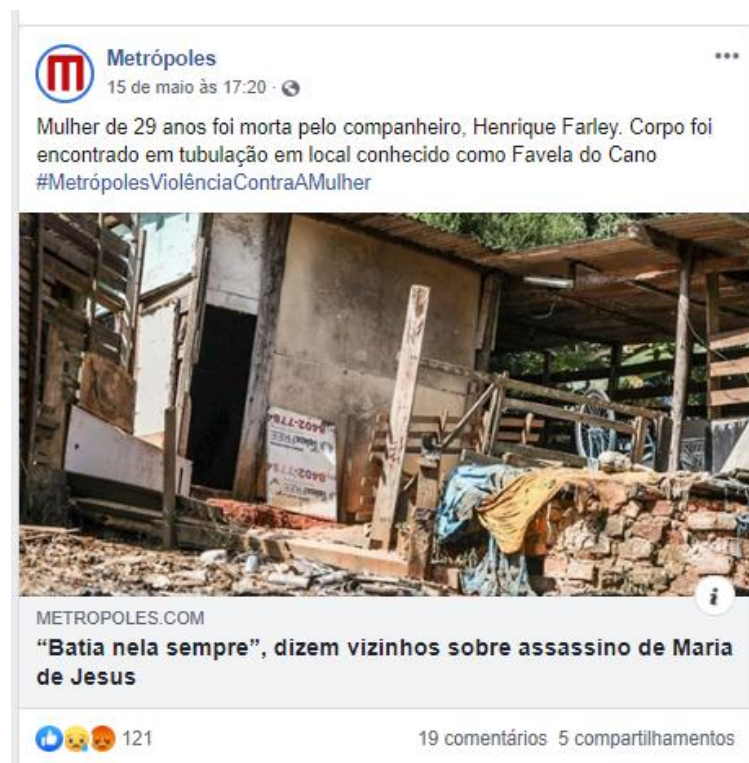 Metrópoles
15 de maio às 17:20 ·
Mulher de 29 anos foi morta pelo companheiro, Henrique Farley. Corpo foi
encontrado em tubulação em local conhecido como Favela do Cano
#MetrópolesViolênciaContraAMulher
METROPOLES.COM
“Batia nela sempre”, dizem vizinhos sobre assassino de Maria
de Jesus
121
19 comentários 5 compartilhamentos